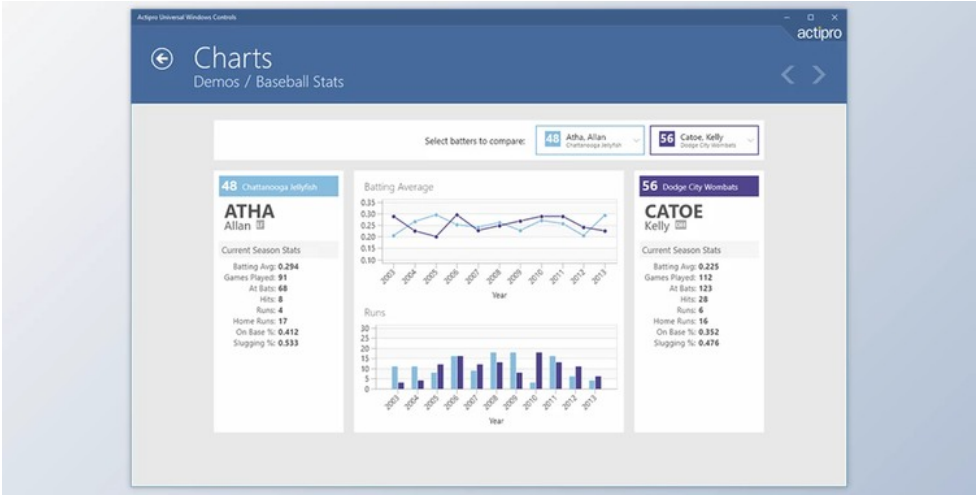 Actipro Universal Windows Controls
actipro
Charts
Demos / Baseball Stats
Select batters to compare:
48 Atha, Allan
Chattanooga Jellyfish
56 Catoe, Kelly
Dodge City Wombats
48 Chattanooga Jellyfish
ATHA
Allan
Current Season Stats
Batting Avg: 0.294
Games Played: 91
At Bats: 68
Hits: 8
Runs: 4
Home Runs: 17
On Base %: 0.412
Slugging %: 0.533
Batting Average
0.35
0.30
0.25
0.20
0.15
0.10
2003 2004 2005 2006 2007 2008 2009 2010 2011 2012 2013
Year
Runs
30
25
20
15
10
5
0
2003 2004 2005 2006 2007 2008 2009 2010 2011 2012 2013
Year
56 Dodge City Wombats
CATOE
Kelly
Current Season Stats
Batting Avg: 0.225
Games Played: 112
At Bats: 123
Hits: 28
Runs: 6
Home Runs: 16
On Base %: 0.352
Slugging %: 0.476